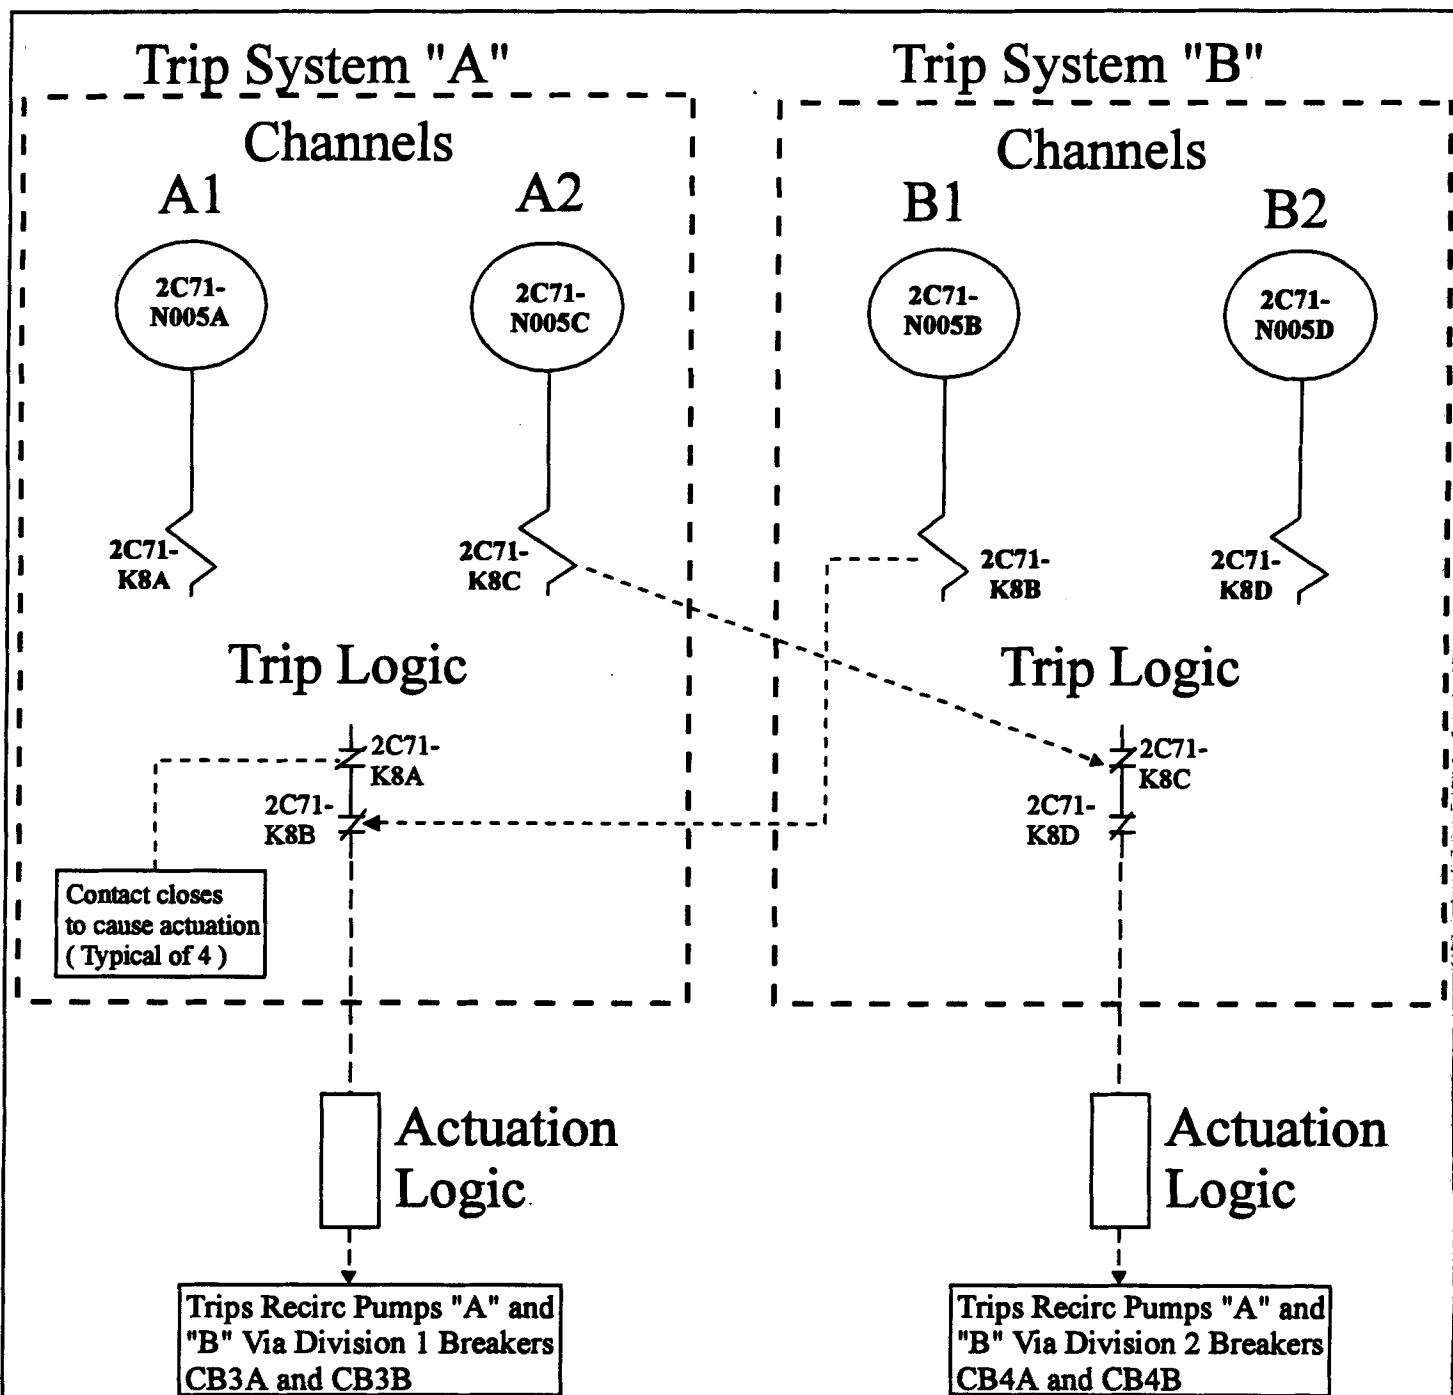 Trip System "A"
Channels
A1
A2
2C71-
N005A
2C71-
N005C
2C71-
K8A
2C71-
K8C
Trip Logic
2C71-
K8A
2C71-
K8B
Contact closes
to cause actuation
( Typical of 4 )
Actuation
Logic
Trips Recirc Pumps "A" and
"B" Via Division 1 Breakers
CB3A and CB3B
Trip System "B"
Channels
B1
B2
2C71-
N005B
2C71-
N005D
2C71-
K8B
2C71-
K8D
Trip Logic
2C71-
K8C
2C71-
K8D
Actuation
Logic
Trips Recirc Pumps "A" and
"B" Via Division 2 Breakers
CB4A and CB4B